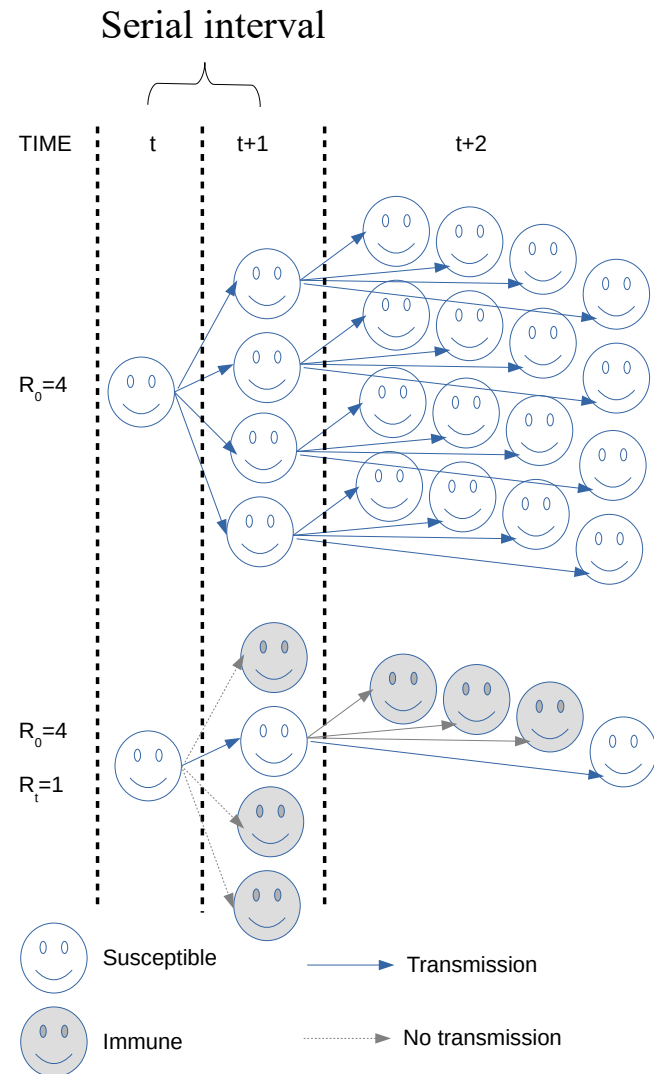 Serial interval
TIME t t+1 t+2
R0=4
R0=4
Rt=1
Susceptible Transmission
Immune No transmission